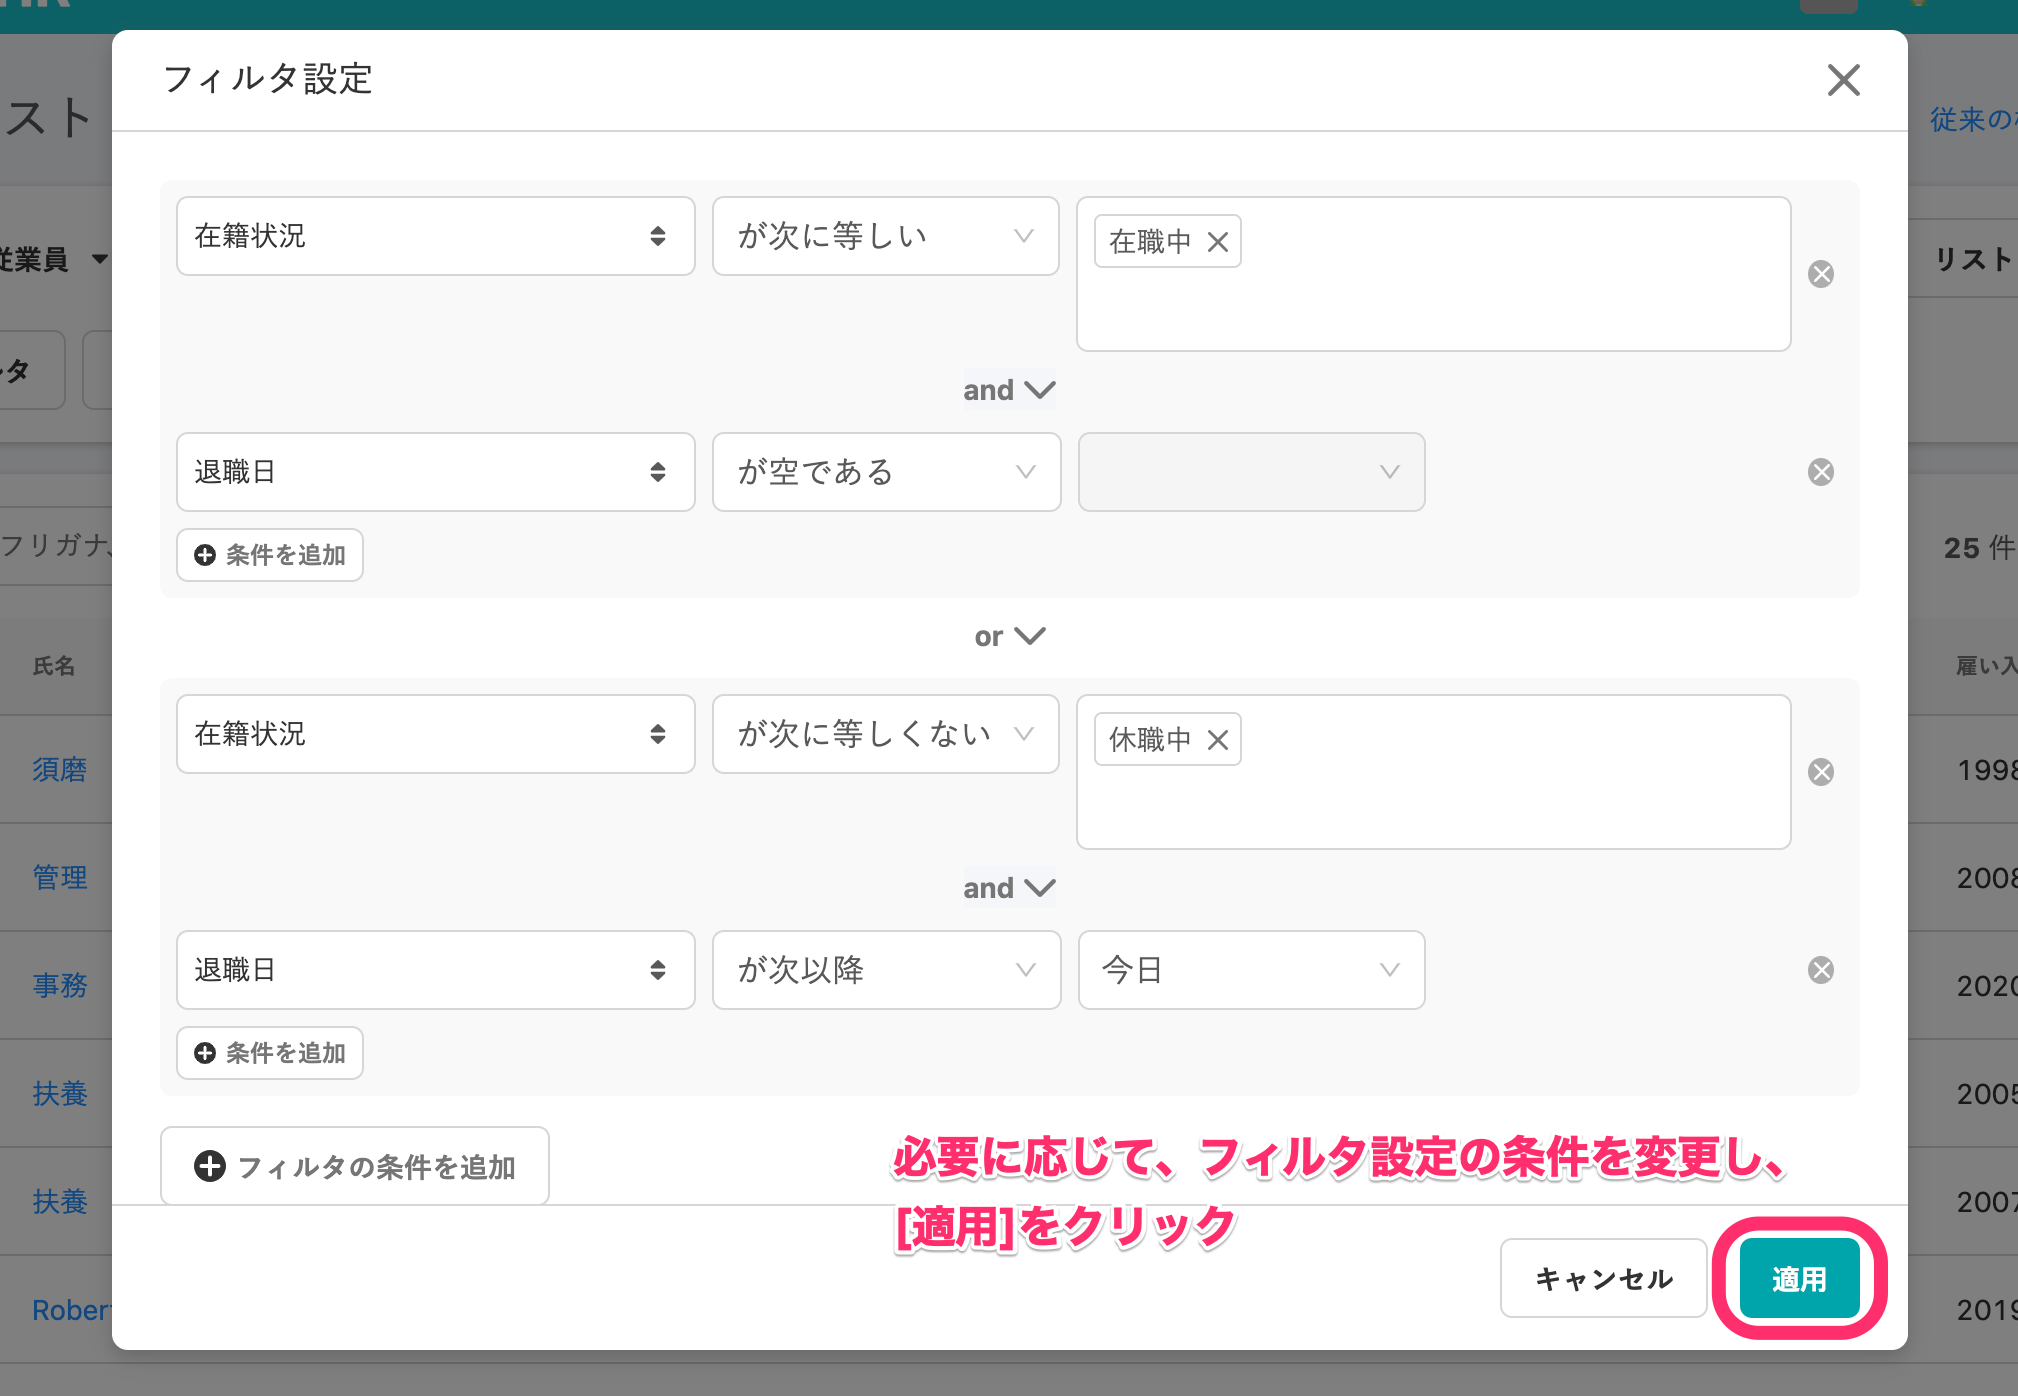 フィルタ設定
スト
従来の
従業員
リスト
在籍状況
が次に等しい
在職中
and
退職日
が空である
条件を追加
フリガナ、
25 件
or
氏名
雇い入
在籍状況
が次に等しくない
休職中
須磨
1998
管理
2008
and
事務
2020
退職日
が次以降
今日
条件を追加
扶養
2005
フィルタの条件を追加
必要に応じて、フィルタ設定の条件を変更し、
[適用]をクリック
扶養
2007
キャンセル
適用
Robert
2019